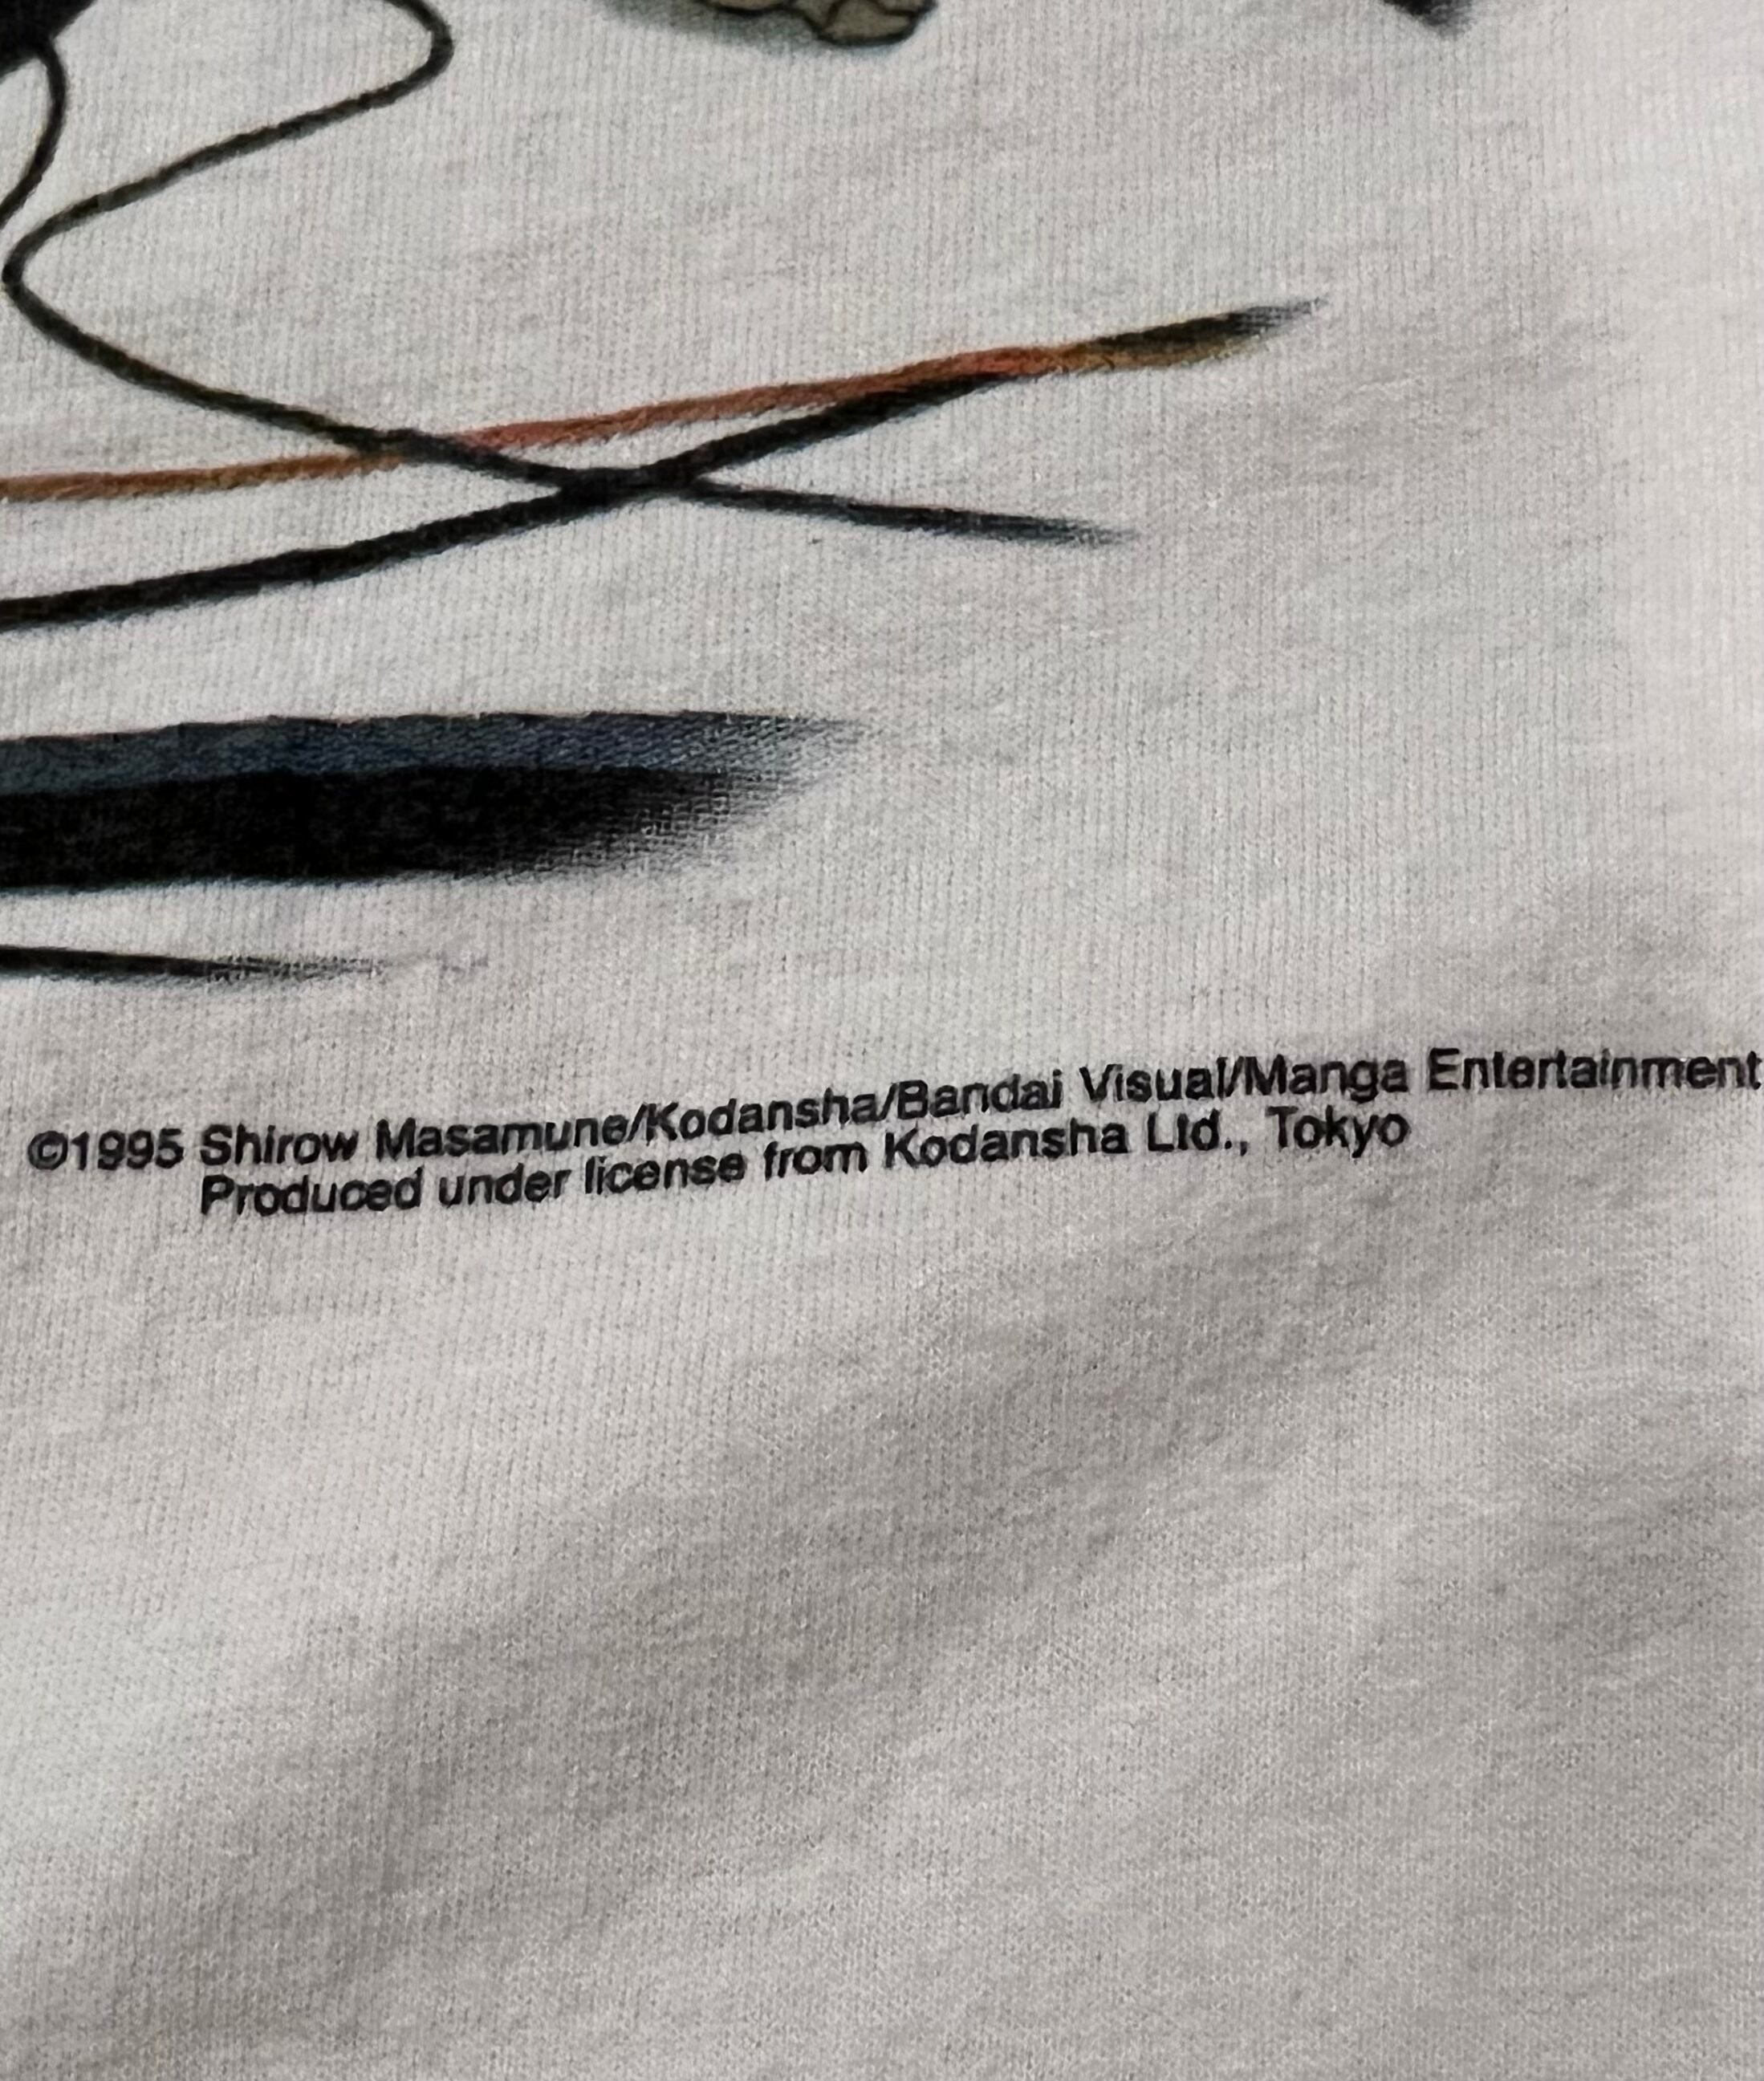 ©1995 Shirow Masamune/Kodansha/Bandai Visual/Manga Entertainment
Produced under license from Kodansha Ltd., Tokyo